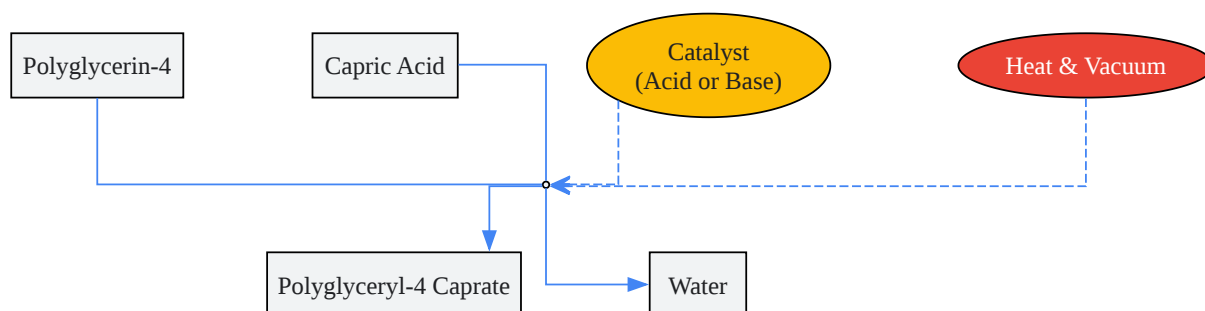 Polyglycerin-4
Capric Acid
Catalyst
(Acid or Base)
Heat & Vacuum
Polyglyceryl-4 Caprate
Water